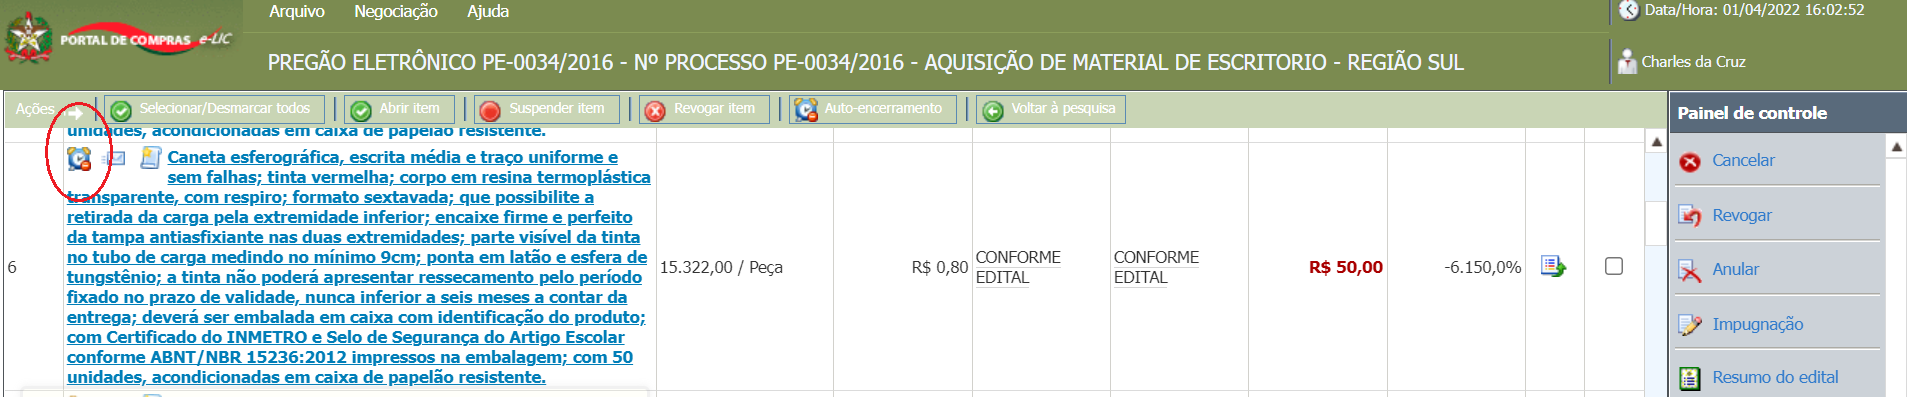 Arquivo Negociação Ajuda
Data/Hora: 01/04/2022 16:02:52
PORTAL DE COMPRAS e-LIC
PREGÃO ELETRÔNICO PE-0034/2016 - Nº PROCESSO PE-0034/2016 - AQUISIÇÃO DE MATERIAL DE ESCRITORIO - REGIÃO SUL
Charles da Cruz
Ações Selecionar/Desmarcar todos Abrir item Suspender item Revogar item Auto-encerramento Voltar à pesquisa
unidades, acondicionadas em caixa de papelão resistente.
6
Caneta esferográfica, escrita média e traço uniforme e
sem falhas; tinta vermelha; corpo em resina termoplástica
transparente, com respiro; formato sextavada; que possibilite a
retirada da carga pela extremidade inferior; encaixe firme e perfeito
da tampa antiasfixiante nas duas extremidades; parte visível da tinta
no tubo de carga medindo no mínimo 9cm; ponta em latão e esfera de
tungstênio; a tinta não poderá apresentar ressecamento pelo período
fixado no prazo de validade, nunca inferior a seis meses a contar da
entrega; deverá ser embalada em caixa com identificação do produto;
com Certificado do INMETRO e Selo de Segurança do Artigo Escolar
conforme ABNT/NBR 15236:2012 impressos na embalagem; com 50
unidades, acondicionadas em caixa de papelão resistente.
15.322,00 / Peça
R$ 0,80
CONFORME
EDITAL
CONFORME
EDITAL
R$ 50,00
-6.150,0%
Painel de controle
Cancelar
Revogar
Anular
Impugnação
Resumo do edital